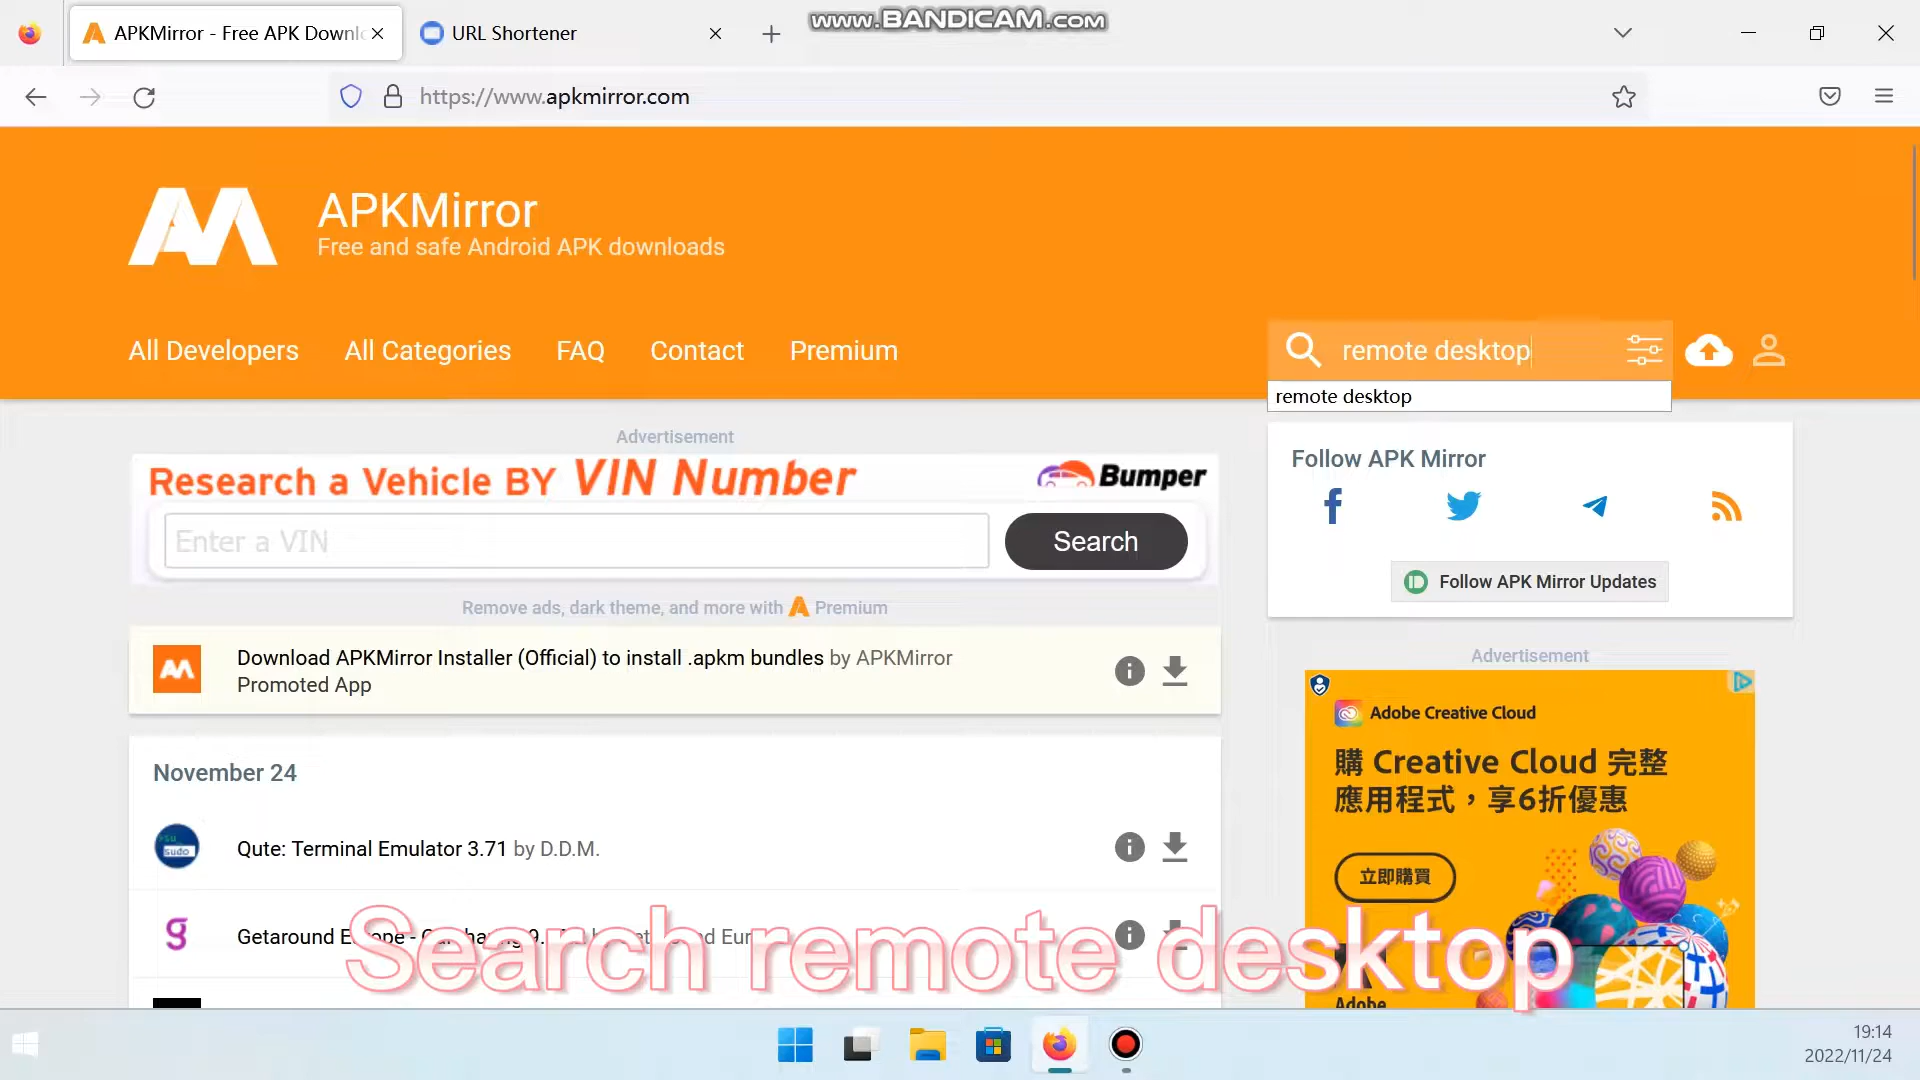 APKMirror - Free APK Downl
URL Shortener
www.BANDICAM.com
https://www.apkmirror.com
APKMirror
Free and safe Android APK downloads
All Developers
All Categories
FAQ
Contact
Premium
remote desktop
remote desktop
Advertisement
Research a Vehicle BY VIN Number
Bumper
Enter a VIN
Search
Remove ads, dark theme, and more with Premium
Download APKMirror Installer (Official) to install .apkm bundles by APKMirror
Promoted App
November 24
Qute: Terminal Emulator 3.71 by D.D.M.
Getaround
Follow APK Mirror
Follow APK Mirror Updates
Advertisement
Adobe Creative Cloud
購 Creative Cloud 完整
應用程式，享6折優惠
立即購買
Adobe
Search remote desktop
19:14
2022/11/24